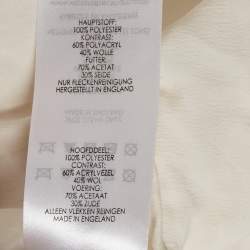 HAUPTSTOFF:
100% POLYESTER
KONTRAST:
60% POLYACRYL
40% WOLLE
FUTTER:
70% ACETAT
30% SEIDE
NUR FLECKENREINIGUNG
HERGESTELLT IN ENGLAND
HOOFDDEEL:
100% POLYESTER
CONTRAST:
60% ACRYLVEZEL
40% WOL
VOERING:
70% ACETAAT
30% ZIJDE
ALLEEN VLEKKEN REINIGEN
MADE IN ENGELAND